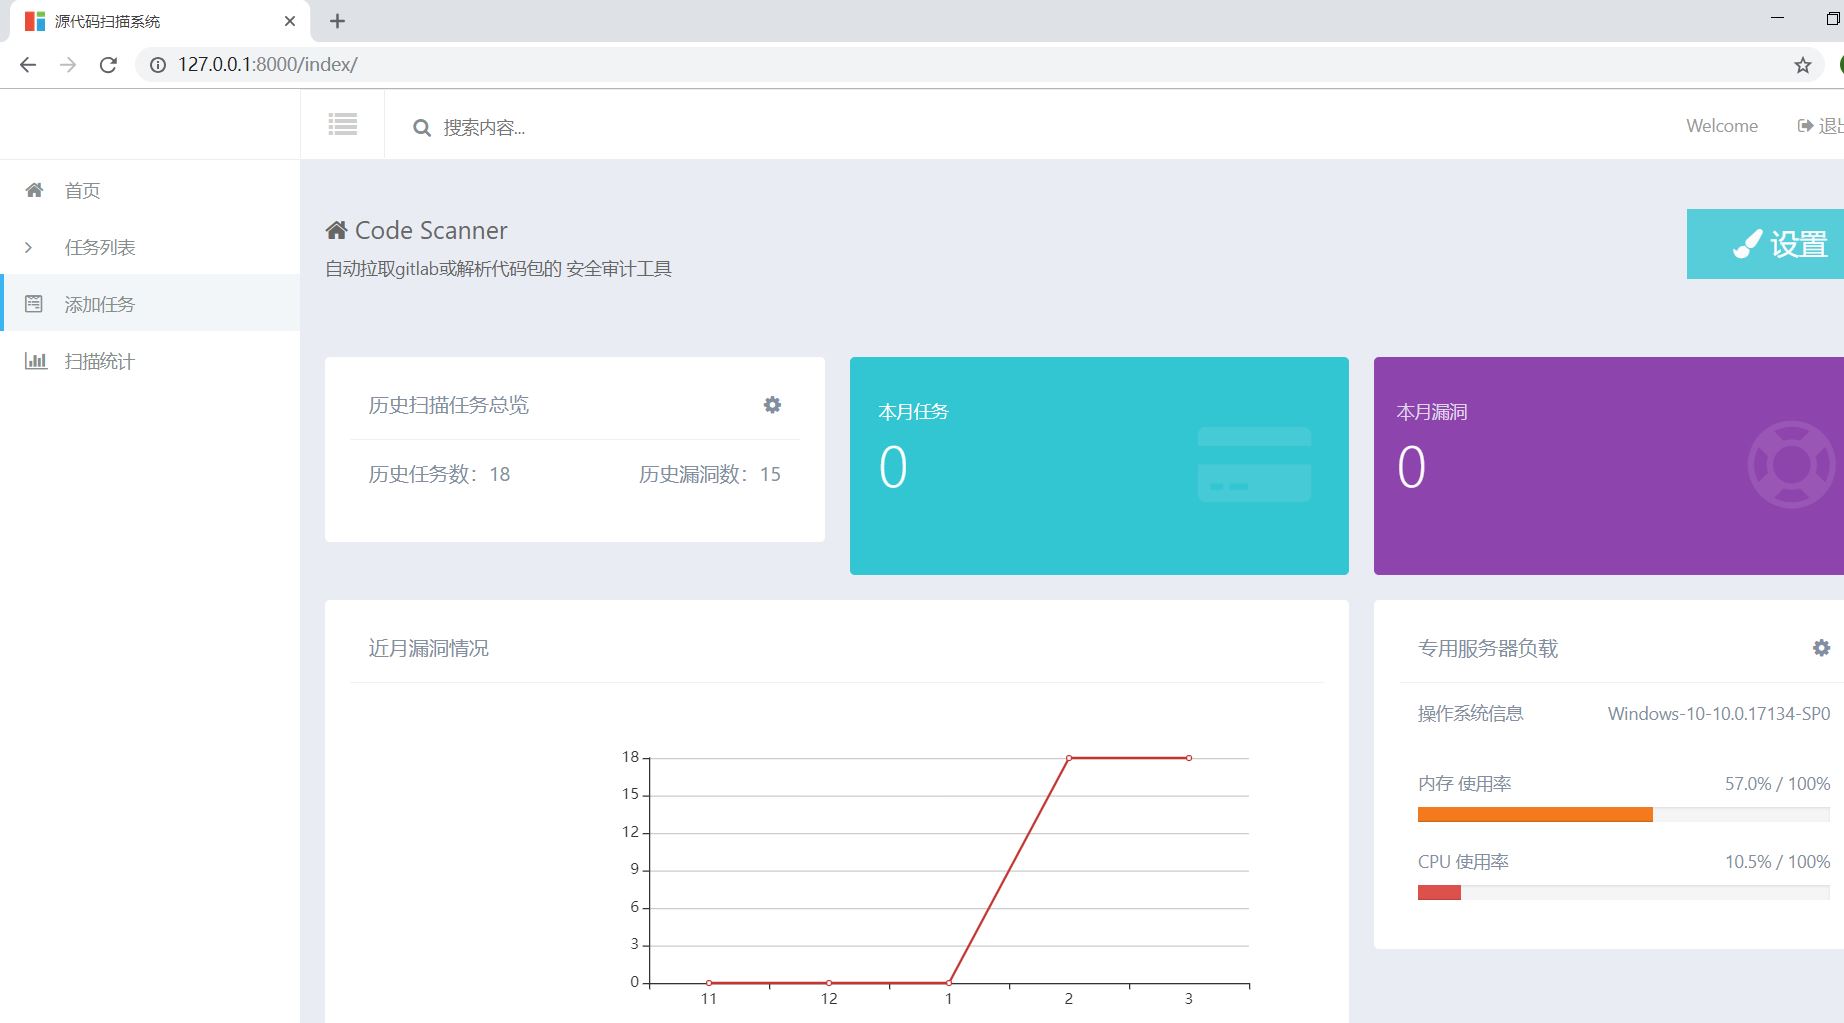 源代码扫描系统
127.0.0.1:8000/index/
搜索内容...
Welcome
退出
首页
任务列表
添加任务
扫描统计
Code Scanner
自动拉取gitlab或解析代码包的 安全审计工具
设置
历史扫描任务总览
历史任务数：18
历史漏洞数：15
本月任务
0
本月漏洞
0
近月漏洞情况
18
15
12
9
6
3
0
11 12 1 2 3
专用服务器负载
操作系统信息 Windows-10-10.0.17134-SP0
内存 使用率 57.0% / 100%
CPU 使用率 10.5% / 100%